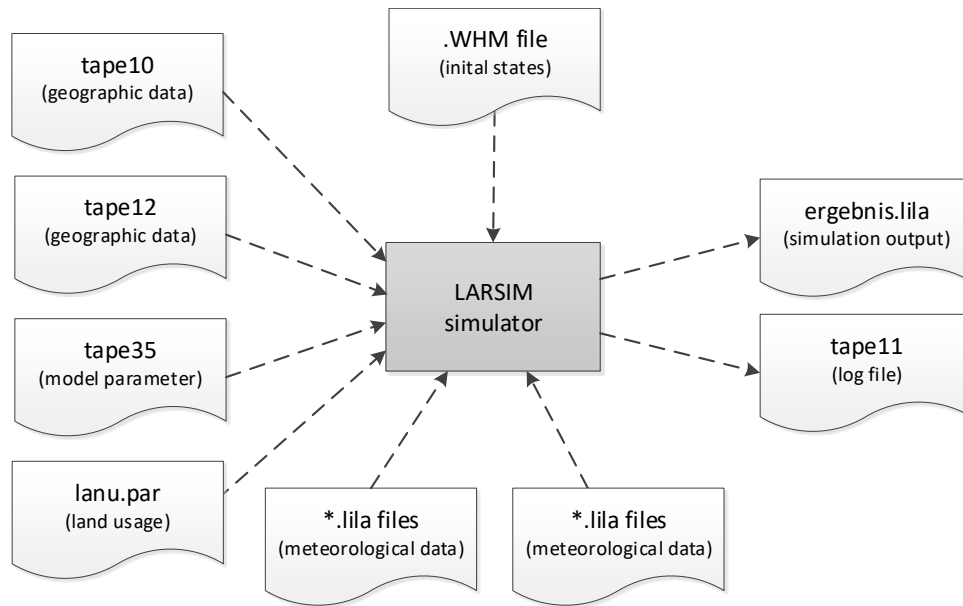 tape10
(geographic data)
.WHM file
(inital states)
tape12
(geographic data)
ergebnis.lila
(simulation output)
LARSIM
simulator
tape35
(model parameter)
tape11
(log file)
lanu.par
(land usage)
*.lila files
(meteorological data)
*.lila files
(meteorological data)